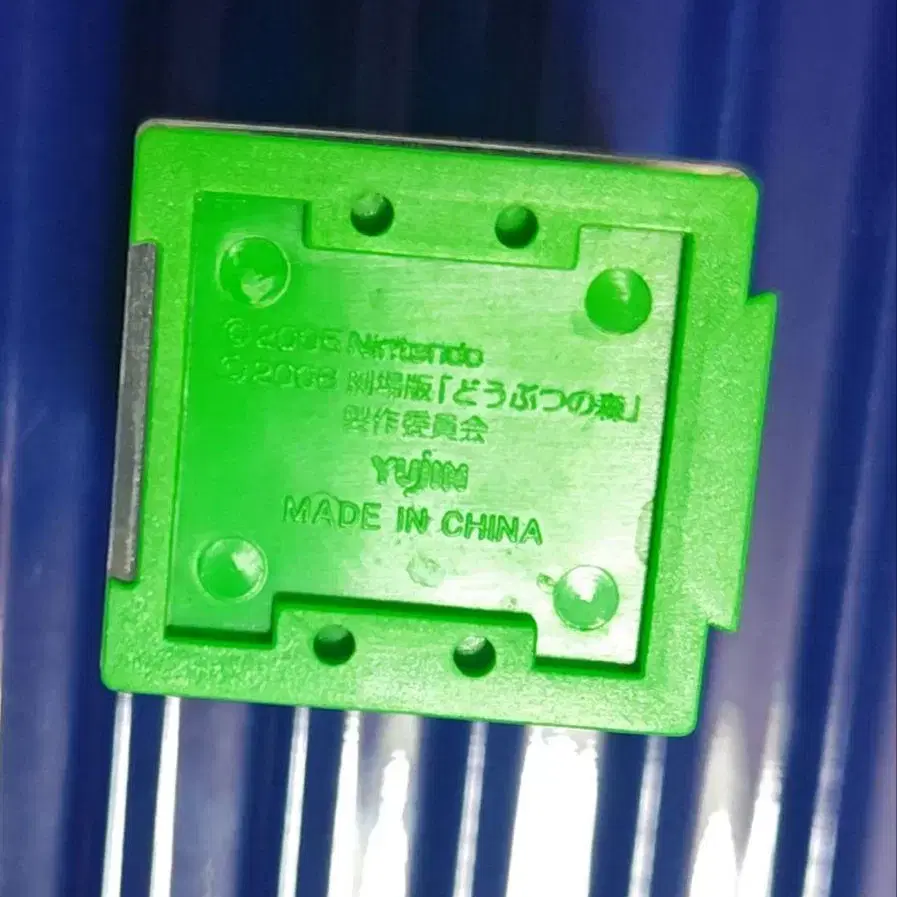 © 2006 Nintendo
© 2006 劇場版「どうぶつの森」
製作委員会
YUJIN
MADE IN CHINA